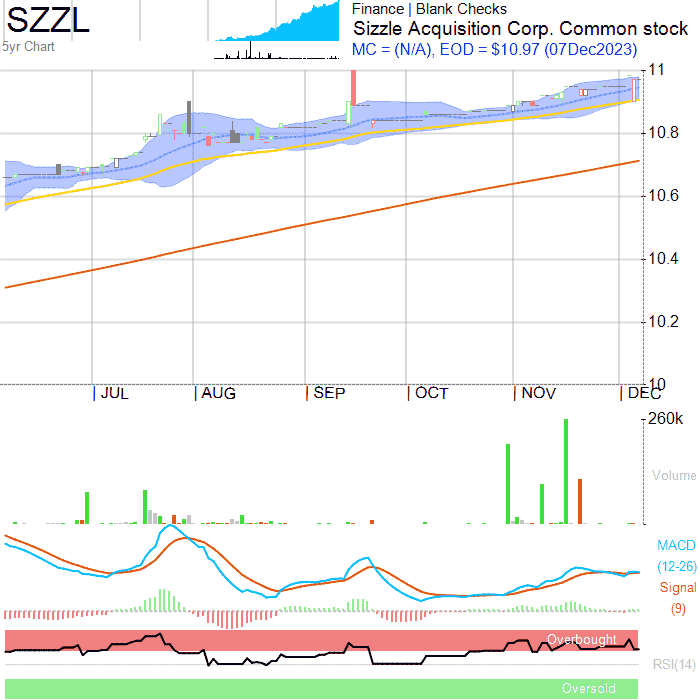 SZZL
5yr Chart
Finance | Blank Checks
Sizzle Acquisition Corp. Common stock
MC = (N/A), EOD = $10.97 (07Dec2023)
11
10.8
10.6
10.4
10.2
10
JUL AUG SEP OCT NOV DEC
260k
Volume
MACD
(12-26)
Signal
(9)
Overbought
RSI(14)
Oversold